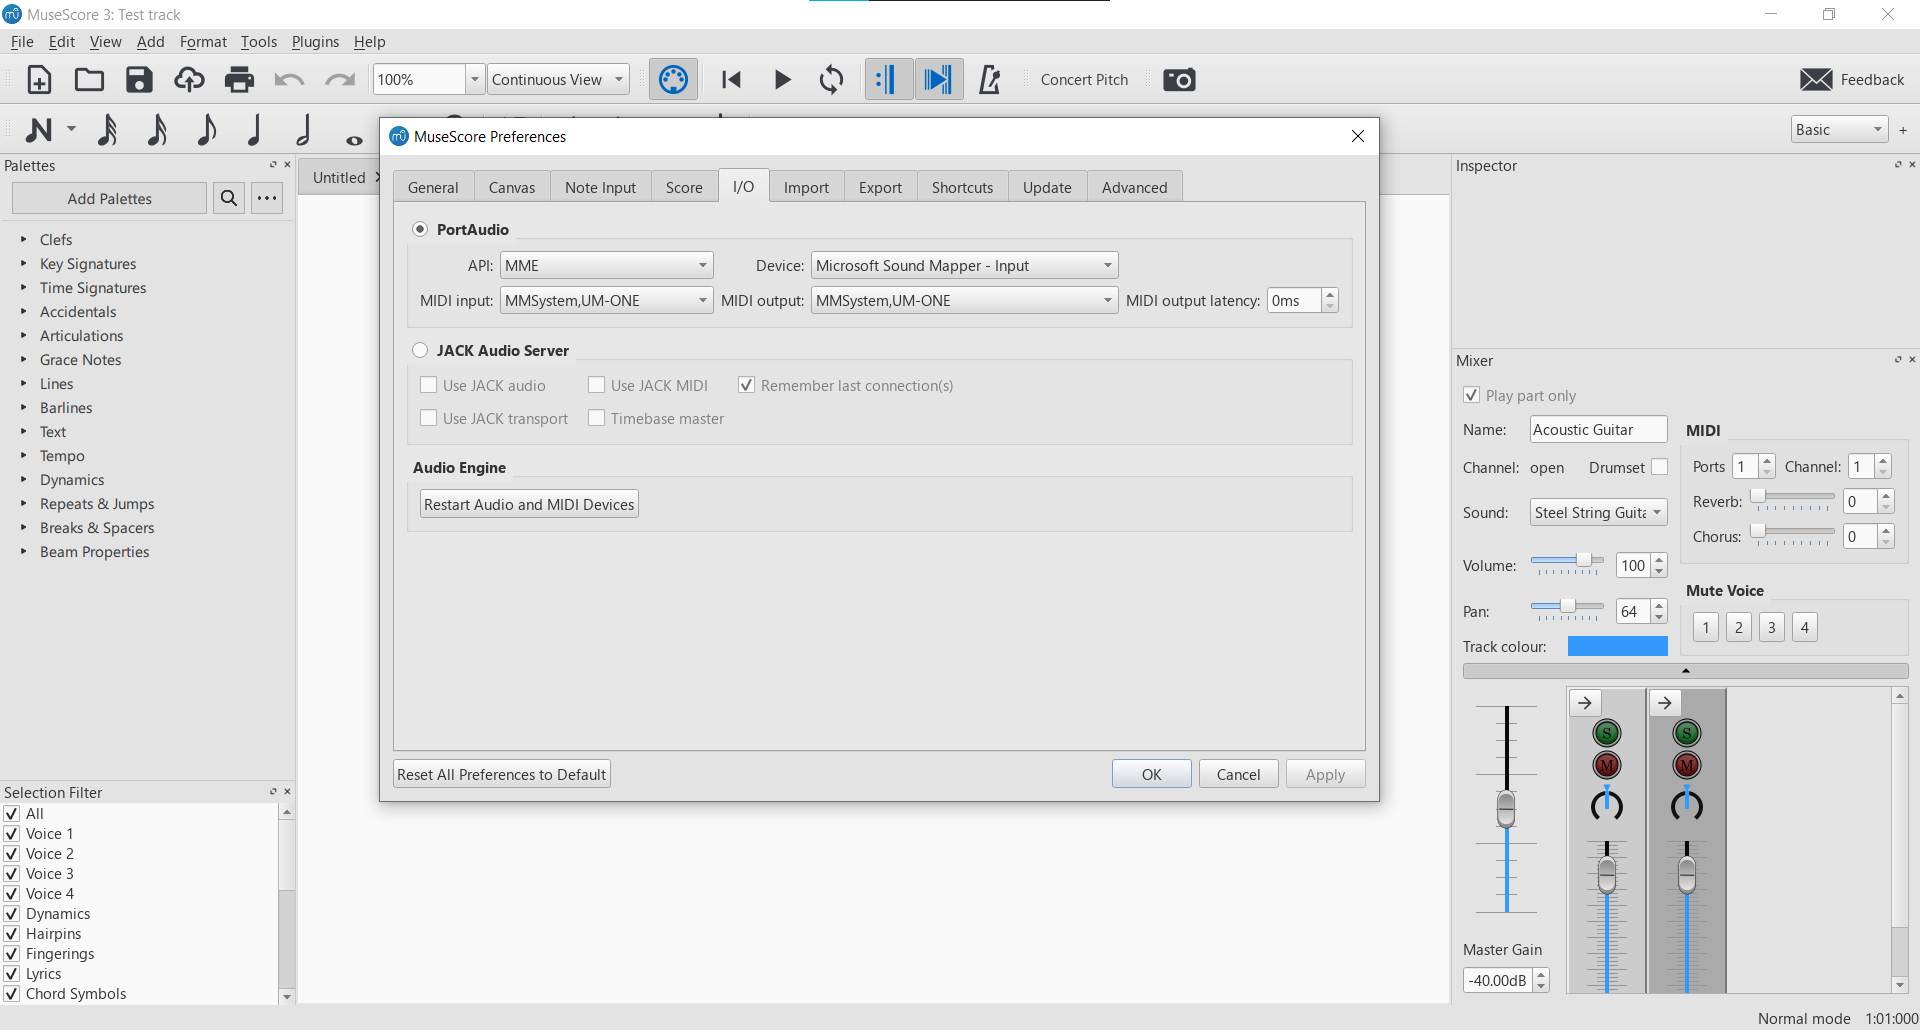 MuseScore 3: Test track
File Edit View Add Format Tools Plugins Help
100% Continuous View Concert Pitch Feedback
Basic +
Palettes
Add Palettes
Clefs
Key Signatures
Time Signatures
Accidentals
Articulations
Grace Notes
Lines
Barlines
Text
Tempo
Dynamics
Repeats & Jumps
Breaks & Spacers
Beam Properties
Selection Filter
All
Voice 1
Voice 2
Voice 3
Voice 4
Dynamics
Hairpins
Fingerings
Lyrics
Chord Symbols
Untitled
MuseScore Preferences
General Canvas Note Input Score I/O Import Export Shortcuts Update Advanced
PortAudio
API: MME Device: Microsoft Sound Mapper - Input
MIDI input: MMSystem,UM-ONE MIDI output: MMSystem,UM-ONE MIDI output latency: 0ms
JACK Audio Server
Use JACK audio Use JACK MIDI Remember last connection(s)
Use JACK transport Timebase master
Audio Engine
Restart Audio and MIDI Devices
Reset All Preferences to Default OK Cancel Apply
Inspector
Mixer
Play part only
Name: Acoustic Guitar
Channel: open Drumset
Sound: Steel String Guita
Volume: 100
Pan: 64
Track colour:
MIDI
Ports 1 Channel: 1
Reverb: 0
Chorus: 0
Mute Voice
1 2 3 4
S S
M M
Master Gain
-40.00dB
Normal mode 1:01:000